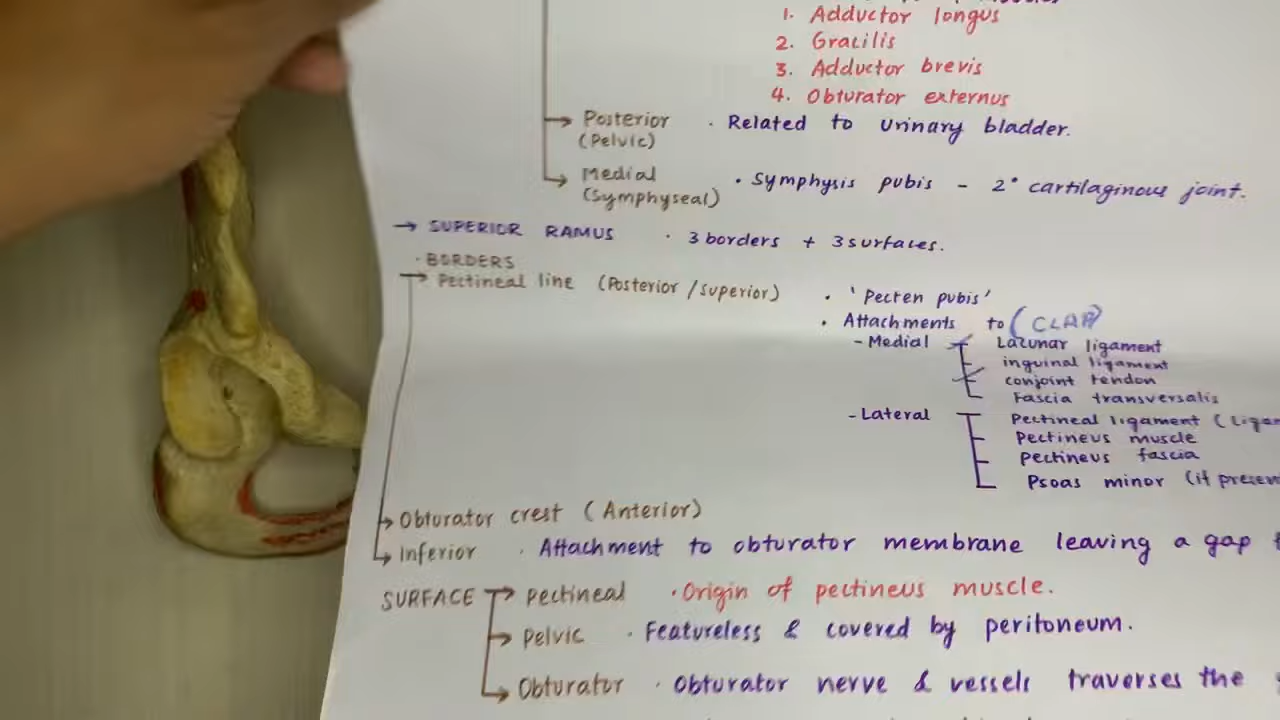 1. Adductor longus
2. Gracilis
3. Adductor brevis
4. Obturator externus
→ Posterior (Pelvic) · Related to urinary bladder.
→ Medial (Symphyseal) · Symphysis pubis - 2° cartilaginous joint.
→ SUPERIOR RAMUS · 3 borders + 3 surfaces.
· BORDERS
→ Pectineal line (Posterior / Superior) · 'Pecten pubis'
· Attachments to (CLAP)
- Medial Lacunar ligament
inguinal ligament
conjoint tendon
Fascia transversalis
- Lateral Pectineal ligament (
Pectineus muscle
Pectineus fascia
Psoas minor (if
→ Obturator crest (Anterior)
→ Inferior · Attachment to obturator membrane leaving a gap
SURFACE → Pectineal · Origin of pectineus muscle.
→ Pelvic · Featureless & covered by peritoneum.
→ Obturator · Obturator nerve & vessels traverses the